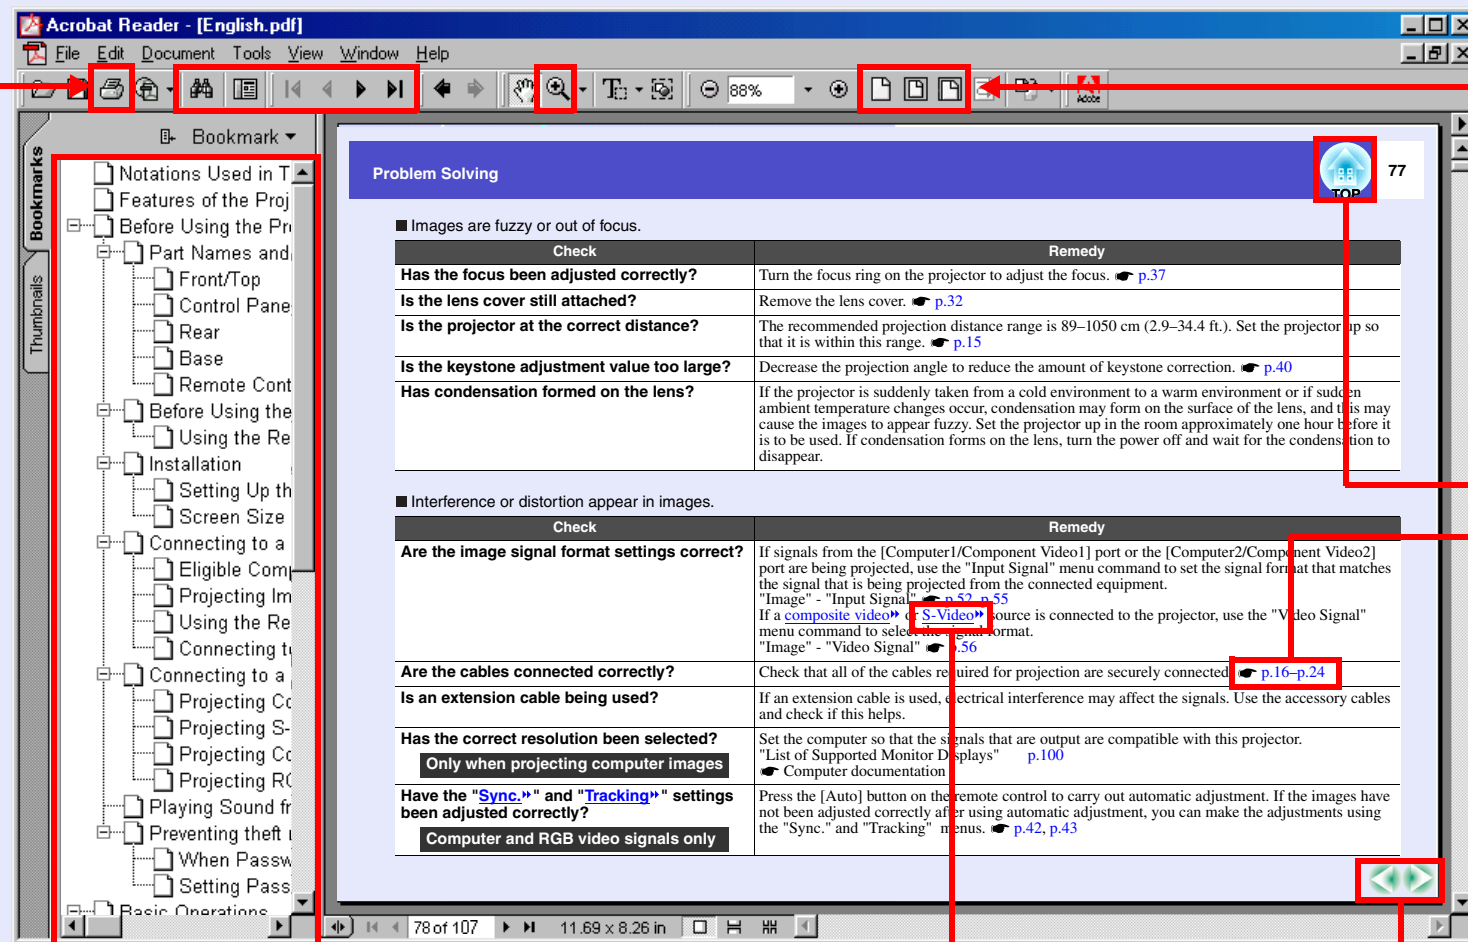 Acrobat Reader - [English.pdf]
File Edit Document Tools View Window Help
88%
Adobe
Bookmark
Bookmarks
Thumbnails
Notations Used in T
Features of the Proj
Before Using the Pr
Part Names and
Front/Top
Control Pane
Rear
Base
Remote Cont
Before Using the
Using the Re
Installation
Setting Up th
Screen Size
Connecting to a
Eligible Comp
Projecting Im
Using the Re
Connecting t
Connecting to a
Projecting Co
Projecting S-
Projecting Co
Projecting RG
Playing Sound fr
Preventing theft
When Passw
Setting Pass
Basic Operations
Problem Solving
TOP
77
■ Images are fuzzy or out of focus.
Check Remedy
Has the focus been adjusted correctly? Turn the focus ring on the projector to adjust the focus. ☛ p.37
Is the lens cover still attached? Remove the lens cover. ☛ p.32
Is the projector at the correct distance? The recommended projection distance range is 89–1050 cm (2.9–34.4 ft.). Set the projector up so
that it is within this range. ☛ p.15
Is the keystone adjustment value too large? Decrease the projection angle to reduce the amount of keystone correction. ☛ p.40
Has condensation formed on the lens? If the projector is suddenly taken from a cold environment to a warm environment or if sudden
ambient temperature changes occur, condensation may form on the surface of the lens, and this may
cause the images to appear fuzzy. Set the projector up in the room approximately one hour before it
is to be used. If condensation forms on the lens, turn the power off and wait for the condensation to
disappear.
■ Interference or distortion appear in images.
Check Remedy
Are the image signal format settings correct? If signals from the [Computer1/Component Video1] port or the [Computer2/Component Video2]
port are being projected, use the "Input Signal" menu command to set the signal format that matches
the signal that is being projected from the connected equipment.
"Image" - "Input Signal" ☛ p.52, p.55
If a composite video or S-Video source is connected to the projector, use the "Video Signal"
menu command to select the signal format.
"Image" - "Video Signal" ☛ p.56
Are the cables connected correctly? Check that all of the cables required for projection are securely connected. ☛ p.16–p.24
Is an extension cable being used? If an extension cable is used, electrical interference may affect the signals. Use the accessory cables
and check if this helps.
Has the correct resolution been selected? Set the computer so that the signals that are output are compatible with this projector.
Only when projecting computer images "List of Supported Monitor Displays" p.100
☛ Computer documentation
Have the "Sync." and "Tracking" settings Press the [Auto] button on the remote control to carry out automatic adjustment. If the images have
been adjusted correctly? not been adjusted correctly after using automatic adjustment, you can make the adjustments using
Computer and RGB video signals only the "Sync." and "Tracking" menus. ☛ p.42, p.43
78 of 107 11.69 x 8.26 in